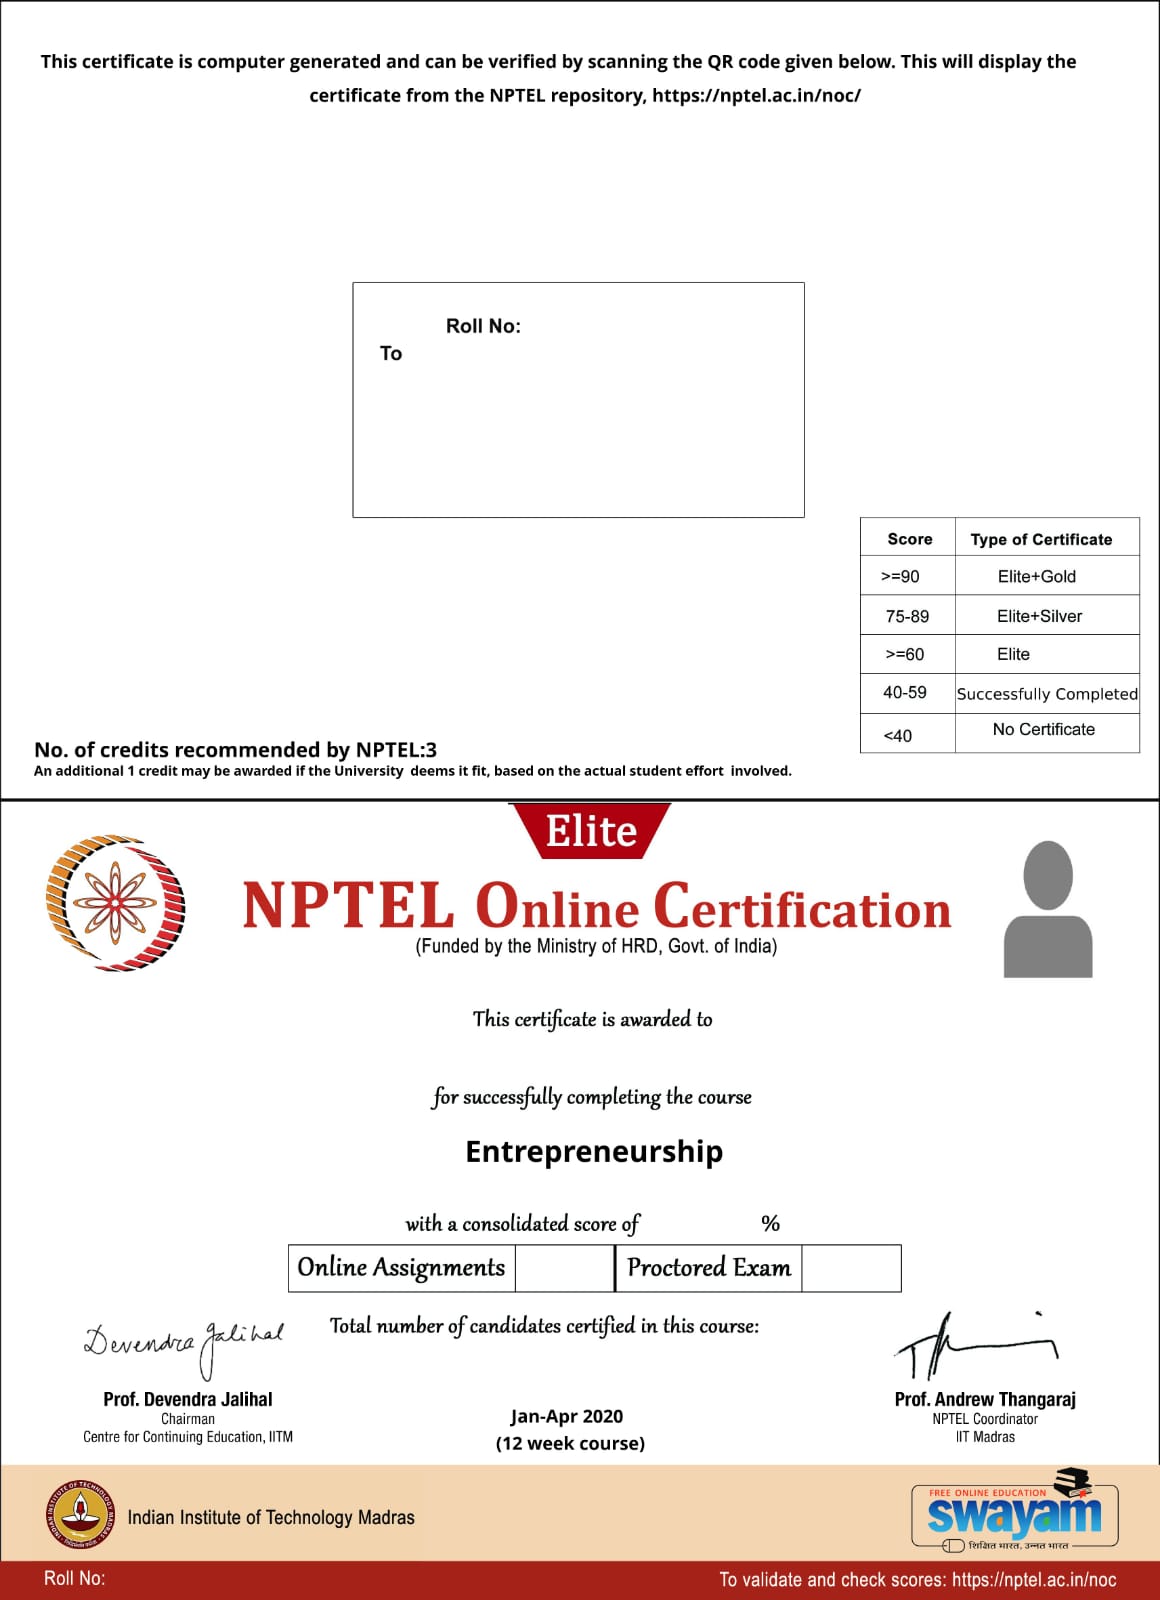 This certificate is computer generated and can be verified by scanning the QR code given below. This will display the
certificate from the NPTEL repository, https://nptel.ac.in/noc/
Roll No:
To
Score Type of Certificate
>=90 Elite+Gold
75-89 Elite+Silver
>=60 Elite
40-59 Successfully Completed
<40 No Certificate
No. of credits recommended by NPTEL:3
An additional 1 credit may be awarded if the University deems it fit, based on the actual student effort involved.
Elite
NPTEL Online Certification
(Funded by the Ministry of HRD, Govt. of India)
This certificate is awarded to
for successfully completing the course
Entrepreneurship
with a consolidated score of %
Online Assignments Proctored Exam
Total number of candidates certified in this course:
Devendra Jalihal
Prof. Devendra Jalihal
Chairman
Centre for Continuing Education, IITM
Jan-Apr 2020
(12 week course)
Prof. Andrew Thangaraj
NPTEL Coordinator
IIT Madras
INDIAN INSTITUTE OF TECHNOLOGY MADRAS
Indian Institute of Technology Madras
FREE ONLINE EDUCATION
swayam
शिक्षित भारत, उन्नत भारत
Roll No:
To validate and check scores: https://nptel.ac.in/noc